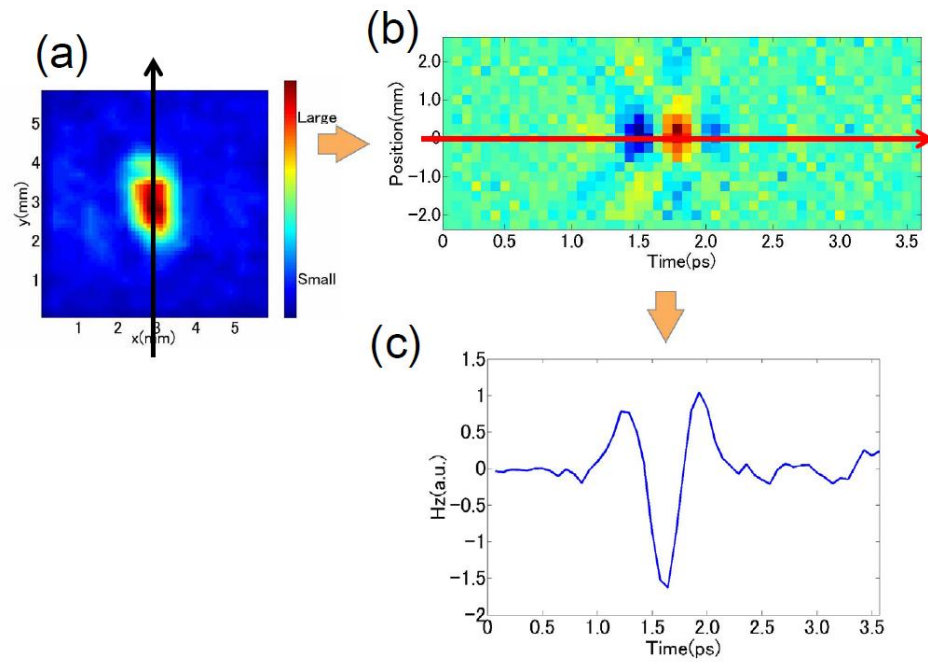 (a)
5
4
3
2
1
y(mm)
1 2 3 4 5
x(mm)
Large
Small
(b)
2.0
1.0
0
-1.0
-2.0
Position(mm)
0 0.5 1.0 1.5 2.0 2.5 3.0 3.5
Time(ps)
(c)
1.5
1
0.5
0
-0.5
-1
-1.5
-2
Hz(a.u.)
0 0.5 1.0 1.5 2.0 2.5 3.0 3.5
Time(ps)